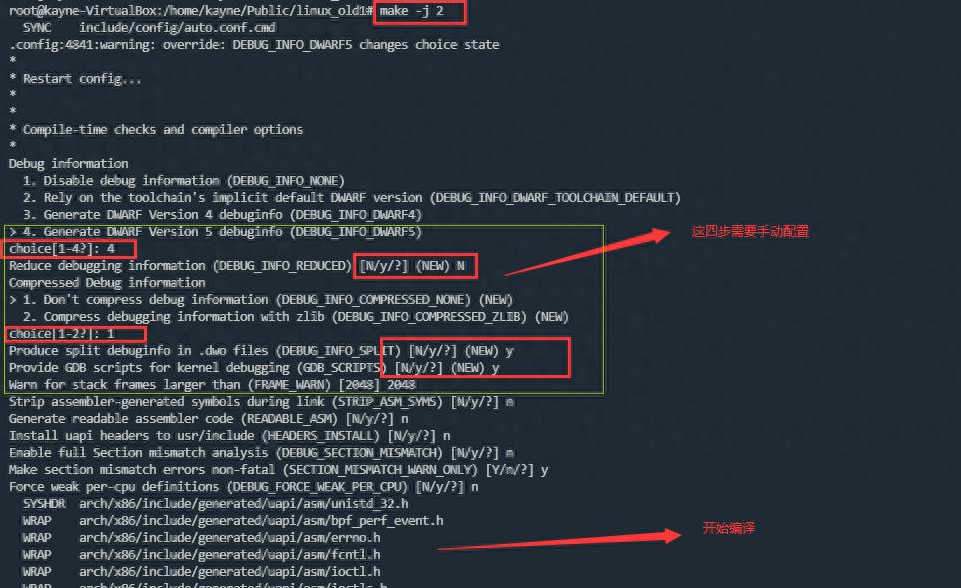 root@kayne-VirtualBox:/home/kayne/Public/linux_old1# make -j 2
SYNC    include/config/auto.conf.cmd
.config:4841:warning: override: DEBUG_INFO_DWARF5 changes choice state
*
* Restart config...
*
*
* Compile-time checks and compiler options
*
Debug information
1. Disable debug information (DEBUG_INFO_NONE)
2. Rely on the toolchain's implicit default DWARF version (DEBUG_INFO_DWARF_TOOLCHAIN_DEFAULT)
3. Generate DWARF Version 4 debuginfo (DEBUG_INFO_DWARF4)
> 4. Generate DWARF Version 5 debuginfo (DEBUG_INFO_DWARF5)
这四步需要手动配置
choice[1-4?]: 4
Reduce debugging information (DEBUG_INFO_REDUCED) [N/y/?] (NEW) N
Compressed Debug information
> 1. Don't compress debug information (DEBUG_INFO_COMPRESSED_NONE) (NEW)
2. Compress debugging information with zlib (DEBUG_INFO_COMPRESSED_ZLIB) (NEW)
choice[1-2?]: 1
Produce split debuginfo in .dwo files (DEBUG_INFO_SPLIT) [N/y/?] (NEW) y
Provide GDB scripts for kernel debugging (GDB_SCRIPTS) [N/y/?] (NEW) y
Warn for stack frames larger than (FRAME_WARN) [2048] 2048
Strip assembler-generated symbols during link (STRIP_ASM_SYMS) [N/y/?] n
Generate readable assembler code (READABLE_ASM) [N/y/?] n
Install uapi headers to usr/include (HEADERS_INSTALL) [N/y/?] n
Enable full Section mismatch analysis (DEBUG_SECTION_MISMATCH) [N/y/?] n
Make section mismatch errors non-fatal (SECTION_MISMATCH_WARN_ONLY) [Y/n/?] y
Force weak per-cpu definitions (DEBUG_FORCE_WEAK_PER_CPU) [N/y/?] n
SYSHDR  arch/x86/include/generated/uapi/asm/unistd_32.h
WRAP    arch/x86/include/generated/uapi/asm/bpf_perf_event.h
开始编译
WRAP    arch/x86/include/generated/uapi/asm/errno.h
WRAP    arch/x86/include/generated/uapi/asm/fcntl.h
WRAP    arch/x86/include/generated/uapi/asm/ioctl.h
WRAP    arch/x86/include/generated/uapi/asm/ioctls.h